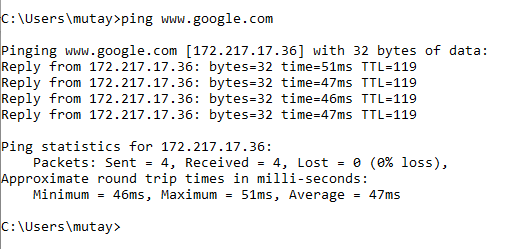 C:\Users\mutay>ping www.google.com
Pinging www.google.com [172.217.17.36] with 32 bytes of data:
Reply from 172.217.17.36: bytes=32 time=51ms TTL=119
Reply from 172.217.17.36: bytes=32 time=47ms TTL=119
Reply from 172.217.17.36: bytes=32 time=46ms TTL=119
Reply from 172.217.17.36: bytes=32 time=47ms TTL=119
Ping statistics for 172.217.17.36:
    Packets: Sent = 4, Received = 4, Lost = 0 (0% loss),
Approximate round trip times in milli-seconds:
    Minimum = 46ms, Maximum = 51ms, Average = 47ms
C:\Users\mutay>